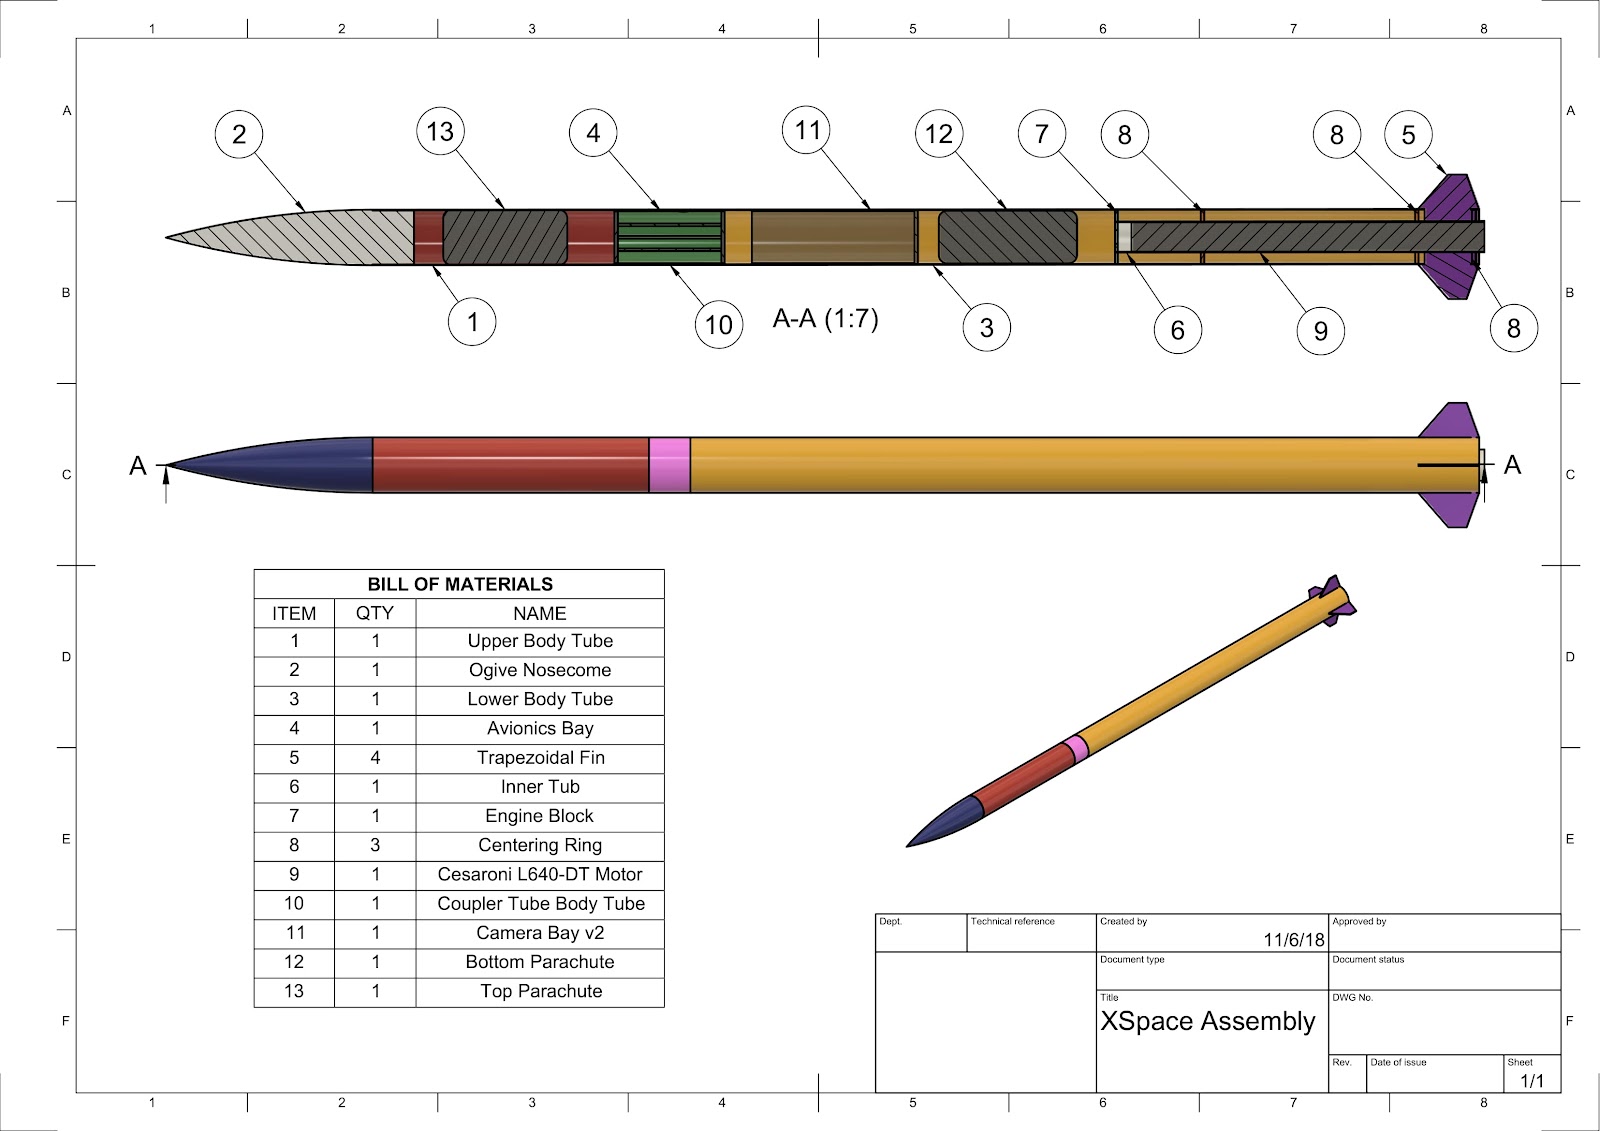 1 2 3 4 5 6 7 8
A A
2 13 4 11 12 7 8 8 5
B B
1 10 A-A (1:7) 3 6 9 8
A A
C C
BILL OF MATERIALS
ITEM QTY NAME
1 1 Upper Body Tube
2 1 Ogive Nosecome
3 1 Lower Body Tube
4 1 Avionics Bay
5 4 Trapezoidal Fin
6 1 Inner Tub
7 1 Engine Block
8 3 Centering Ring
9 1 Cesaroni L640-DT Motor
10 1 Coupler Tube Body Tube
11 1 Camera Bay v2
12 1 Bottom Parachute
13 1 Top Parachute
D D
E E
F F
Dept. Technical reference Created by Approved by
11/6/18
Document type Document status
Title DWG No.
XSpace Assembly
Rev. Date of issue Sheet
1/1
1 2 3 4 5 6 7 8